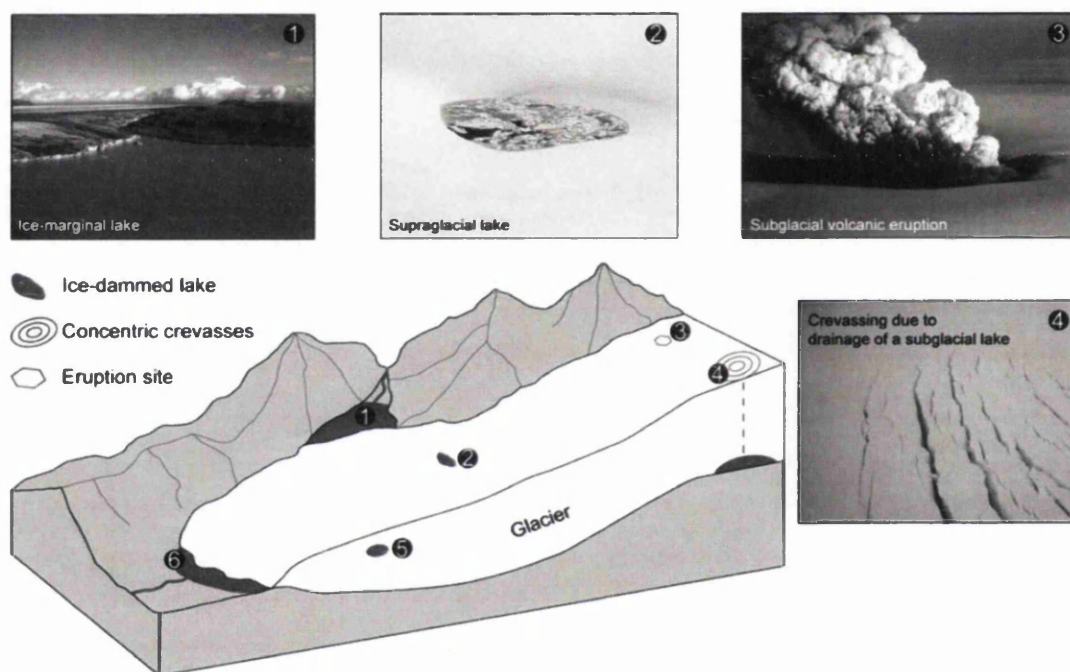 1
Ice-marginal lake
2
Supraglacial lake
3
Subglacial volcanic eruption
Ice-dammed lake
Concentric crevasses
Eruption site
4
Crevassing due to
drainage of a subglacial lake
3
4
1
2
Glacier
5
6